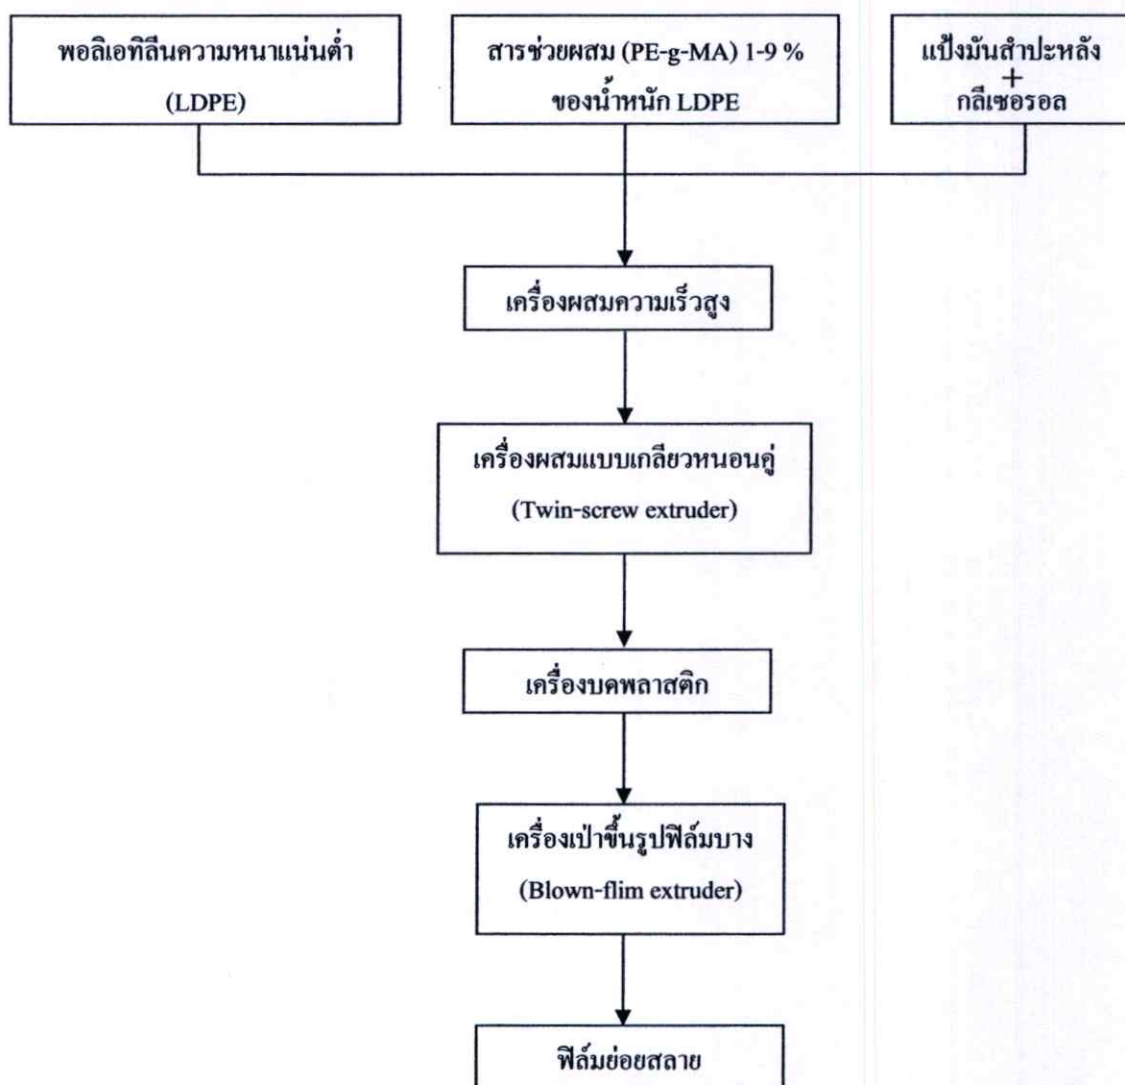 พอลิเอทิลีนความหนาแน่นต่ำ
(LDPE)
สารช่วยผสม (PE-g-MA) 1-9 %
ของน้ำหนัก LDPE
แป้งมันสำปะหลัง
+
กลีเซอรอล
เครื่องผสมความเร็วสูง
เครื่องผสมแบบเกลียวหนอนคู่
(Twin-screw extruder)
เครื่องบดพลาสติก
เครื่องเป่าขึ้นรูปฟิล์มบาง
(Blown-flim extruder)
ฟิล์มย่อยสลาย